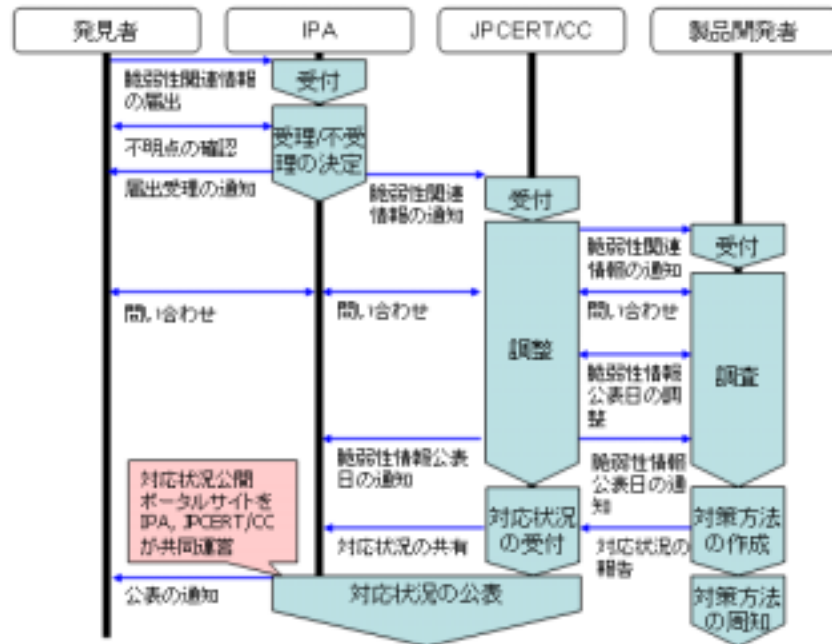 発見者
IPA
JPCERT/CC
製品開発者
脆弱性関連情報
の届出
受付
不明点の確認
受理/不受
理の決定
届出受理の通知
脆弱性関連
情報の通知
受付
脆弱性関連
情報の通知
受付
問い合わせ
問い合わせ
問い合わせ
調整
調査
脆弱性情報
公表日の調
整
脆弱性情報公表
日の通知
脆弱性情報
公表日の通
知
対応状況公開
ポータルサイトを
IPA, JPCERT/CC
が共同運営
対応状況の共有
対応状況
の受付
対応状況の
報告
対策方法
の作成
公表の通知
対応状況の公表
対策方法
の周知